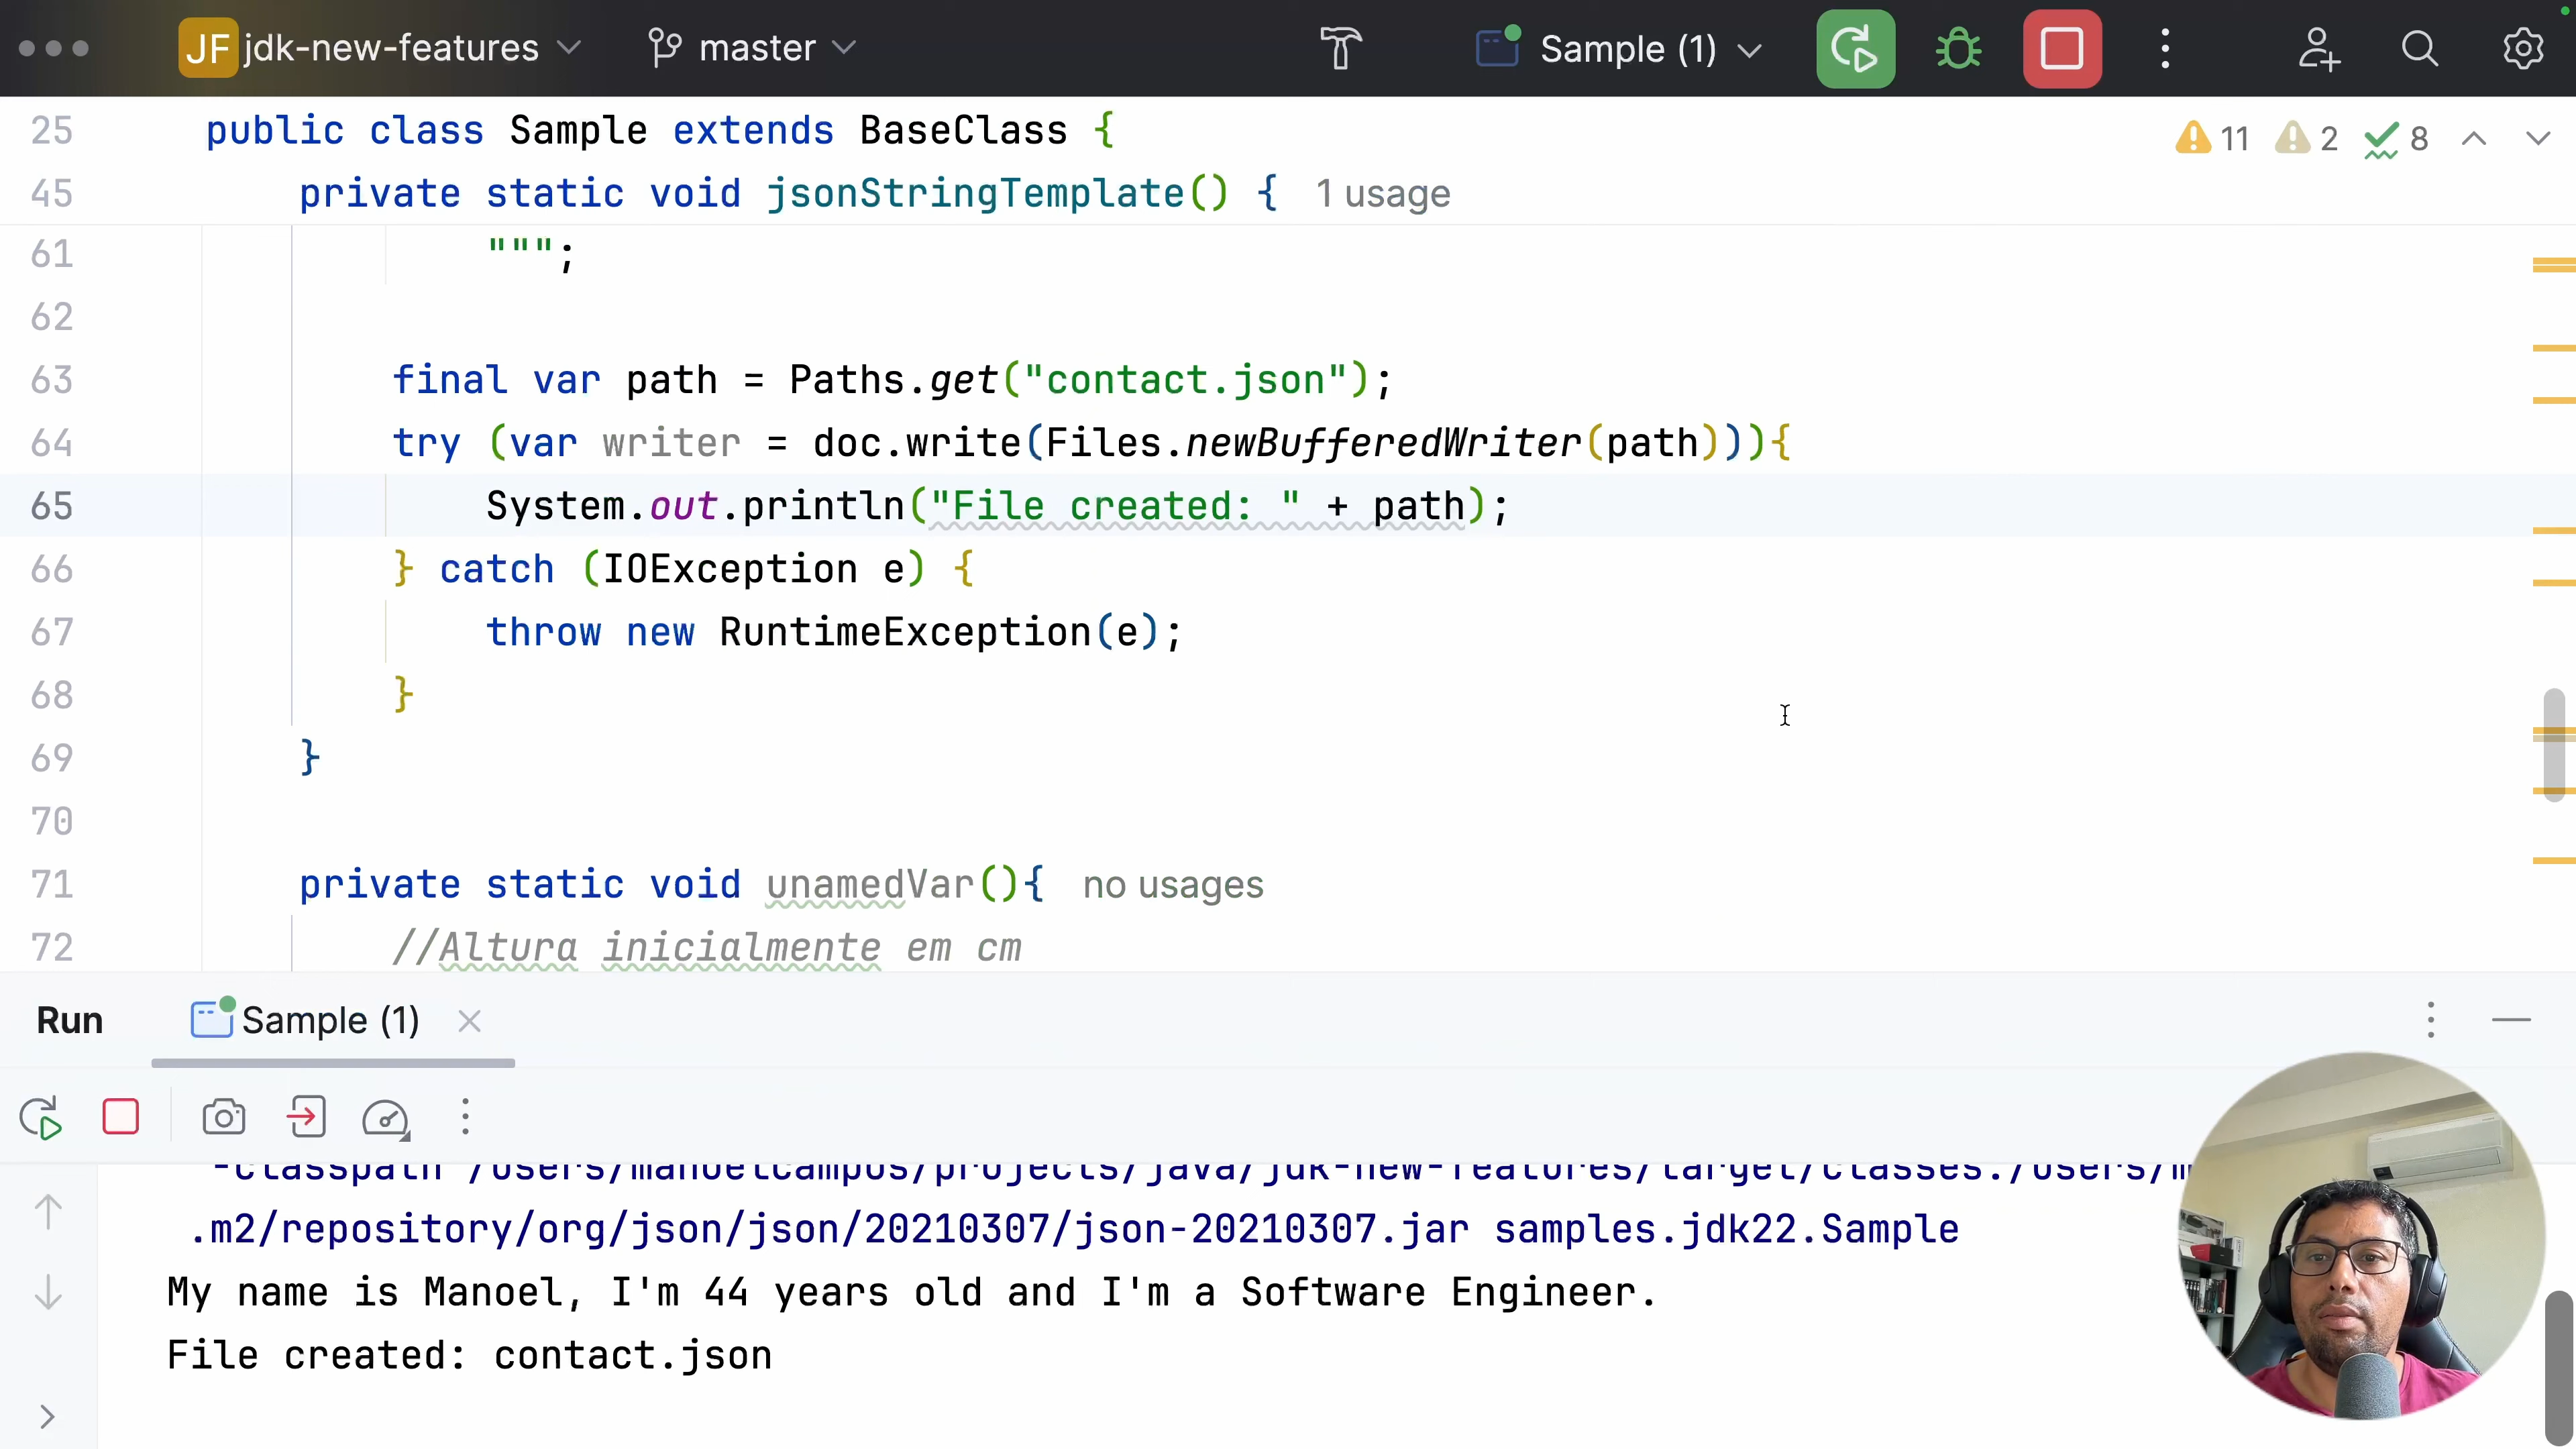 JF jdk-new-features master Sample (1)
25 public class Sample extends BaseClass { 11 2 8
45 private static void jsonStringTemplate() { 1 usage
61 """;
62
63 final var path = Paths.get("contact.json");
64 try (var writer = doc.write(Files.newBufferedWriter(path))){
65 System.out.println("File created: " + path);
66 } catch (IOException e) {
67 throw new RuntimeException(e);
68 }
69 }
70
71 private static void unamedVar(){ no usages
72 //Altura inicialmente em cm
Run Sample (1)
-classpath /Users/manoelcampos/projects/java/jdk-new-features/target/classes:/Users/m
.m2/repository/org/json/json/20210307/json-20210307.jar samples.jdk22.Sample
My name is Manoel, I'm 44 years old and I'm a Software Engineer.
File created: contact.json